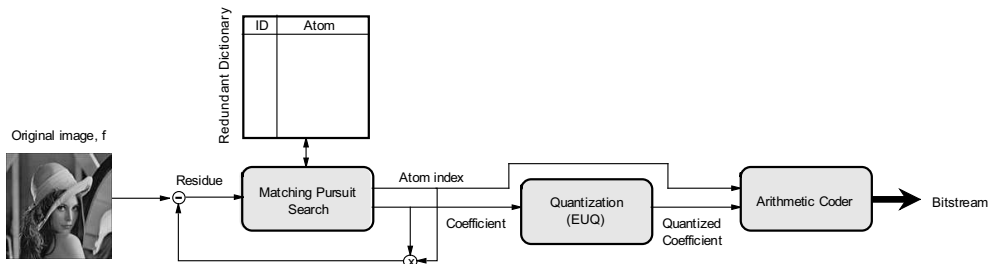 ID Atom
Redundant Dictionary
Original image, f
Residue
Matching Pursuit
Search
Atom index
Coefficient
Quantization
(EUQ)
Quantized
Coefficient
Arithmetic Coder
Bitstream